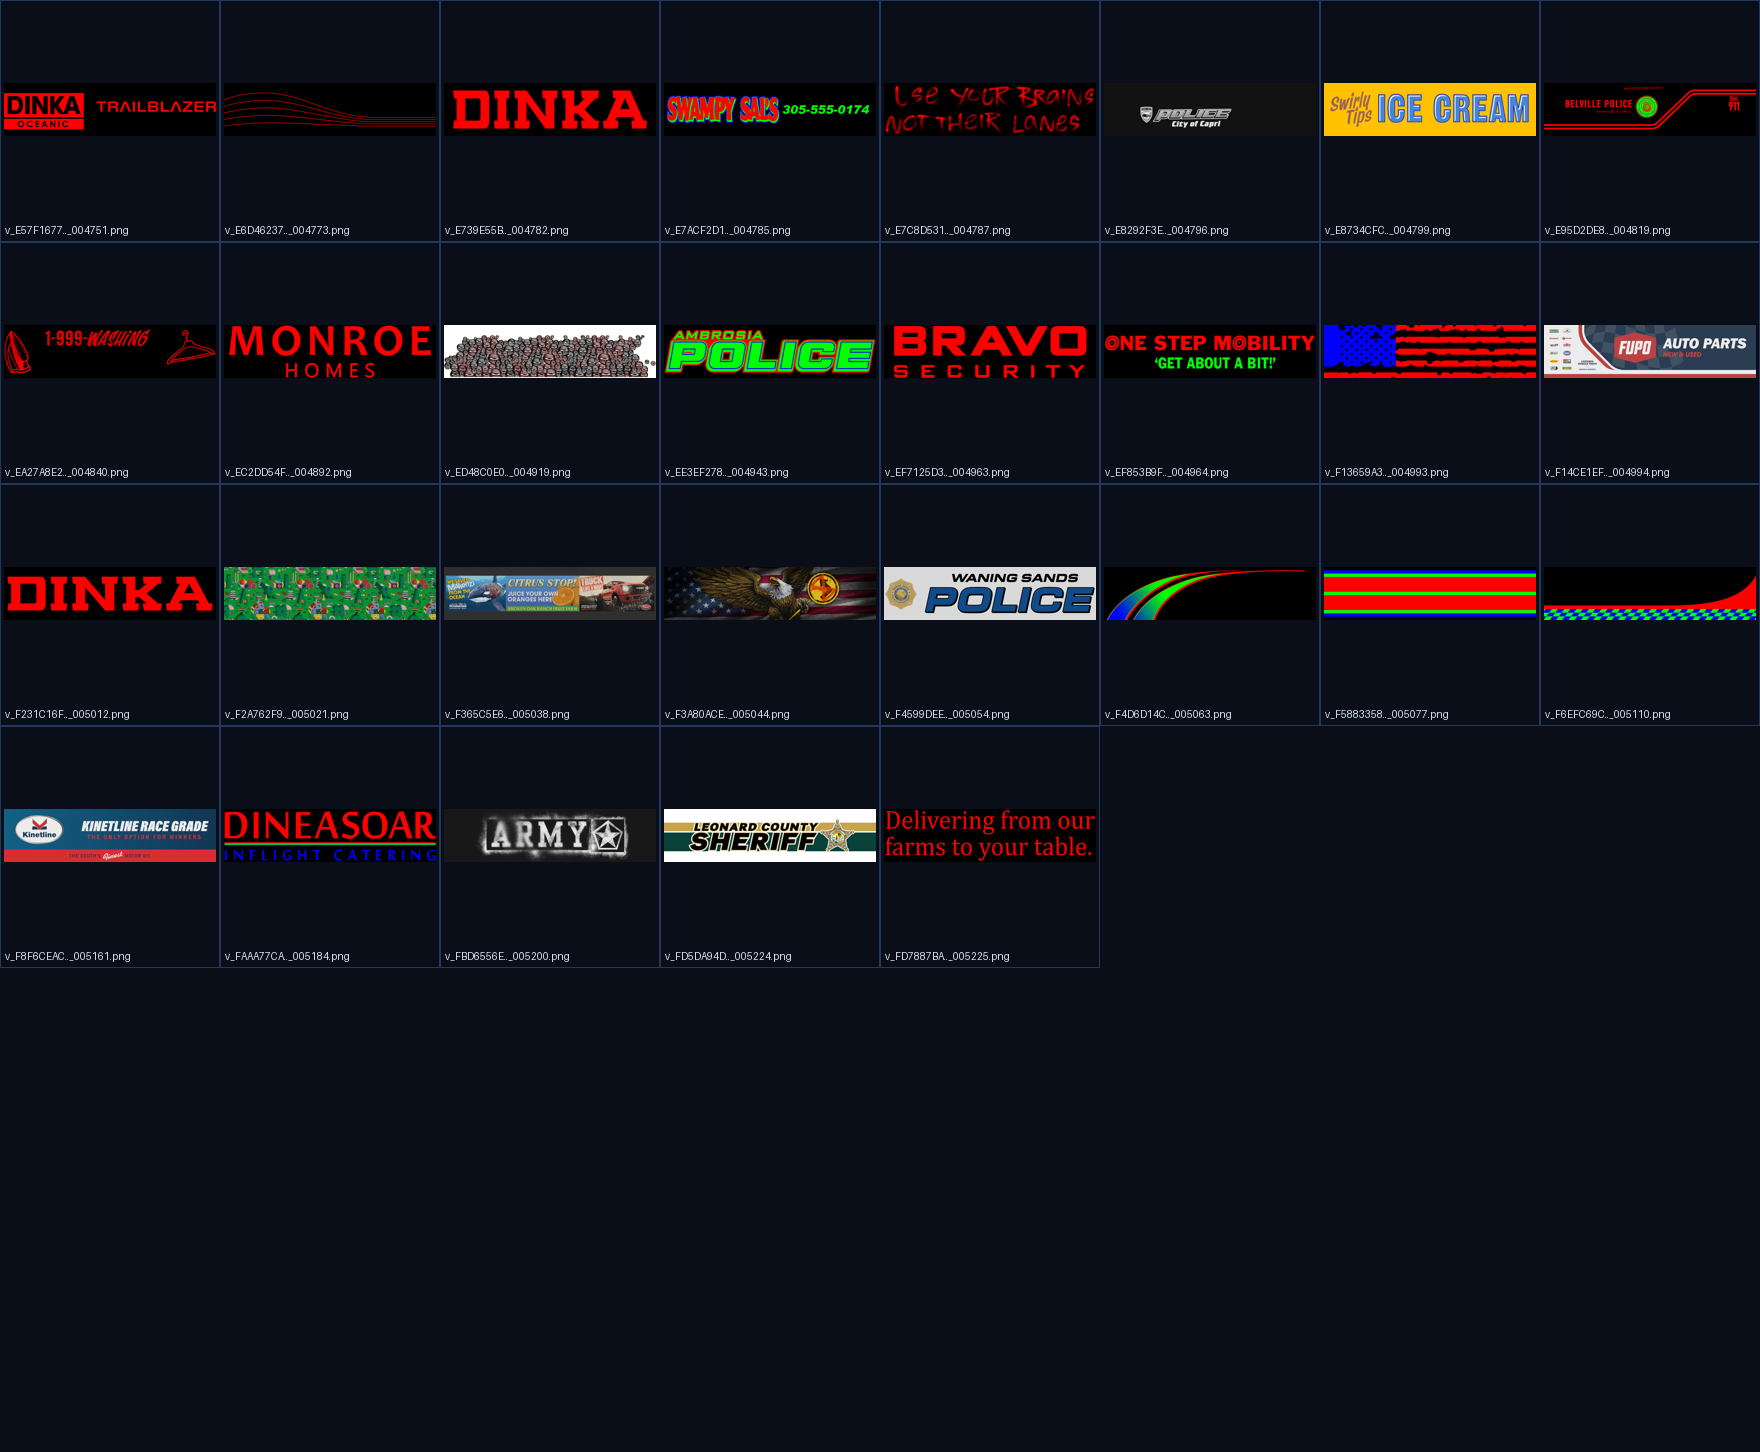 DINKA
OCEANIC
TRAILBLAZER
DINKA
SWAMPY SAL'S 305-555-0174
USE YOUR BRAINS
NOT THEIR LANES
POLICE
City of Capri
Swirly
Tips
ICE CREAM
BELVILLE POLICE
911
v_E57F1677.._004751.png
v_E6D46237.._004773.png
v_E739E55B.._004782.png
v_E7ACF2D1.._004785.png
v_E7C8D531.._004787.png
v_E8292F3E.._004796.png
v_E8734CFC.._004799.png
v_E95D2DE8.._004819.png
1-999-WASHING
MONROE
HOMES
AMBROSIA
POLICE
BRAVO
SECURITY
ONE STEP MOBILITY
'GET ABOUT A BIT!'
FUPO
AUTO PARTS
NEW & USED
v_EA27A8E2.._004840.png
v_EC2DD54F.._004892.png
v_ED48C0E0.._004919.png
v_EE3EF278.._004943.png
v_EF7125D3.._004963.png
v_EF853B9F.._004964.png
v_F13659A3.._004993.png
v_F14CE1EF.._004994.png
DINKA
CITRUS STOP!
JUICE YOUR OWN
ORANGES HERE
WANING SANDS
POLICE
v_F231C16F.._005012.png
v_F2A762F9.._005021.png
v_F365C5E6.._005038.png
v_F3A80ACE.._005044.png
v_F4599DEE.._005054.png
v_F4D6D14C.._005063.png
v_F5883358.._005077.png
v_F6EFC69C.._005110.png
Kinetline
KINETLINE RACE GRADE
THE ONLY OPTION FOR WINNERS
THE SOUTH'S Finest MOTOR OIL
DINEASOAR
INFLIGHT CATERING
ARMY
LEONARD COUNTY
SHERIFF
Delivering from our
farms to your table.
v_F8F6CEAC.._005161.png
v_FAAA77CA.._005184.png
v_FBD6556E.._005200.png
v_FD5DA94D.._005224.png
v_FD7887BA.._005225.png